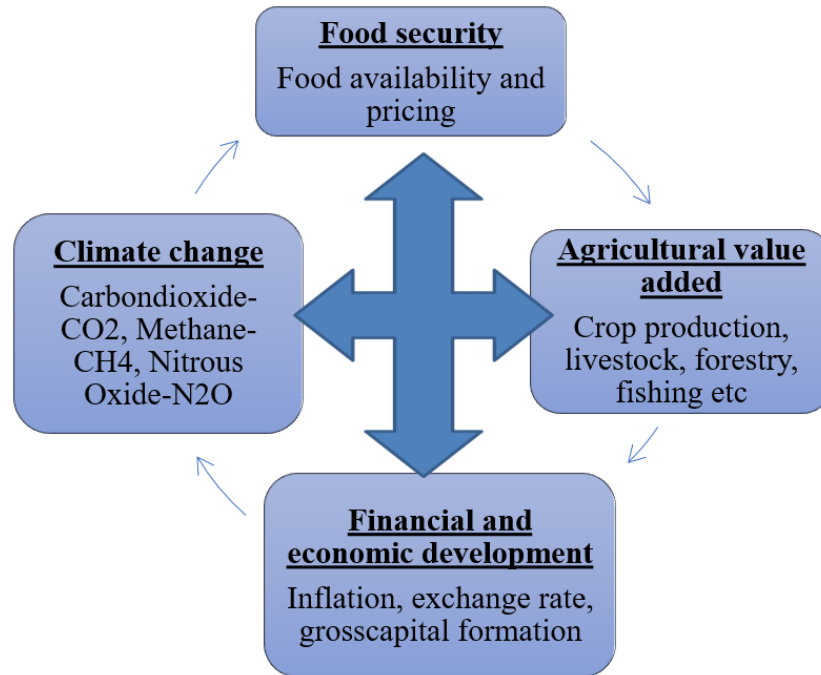 Food security
Food availability and
pricing
Climate change
Carbondioxide-
CO2, Methane-
CH4, Nitrous
Oxide-N2O
Agricultural value
added
Crop production,
livestock, forestry,
fishing etc
Financial and
economic development
Inflation, exchange rate,
grosscapital formation